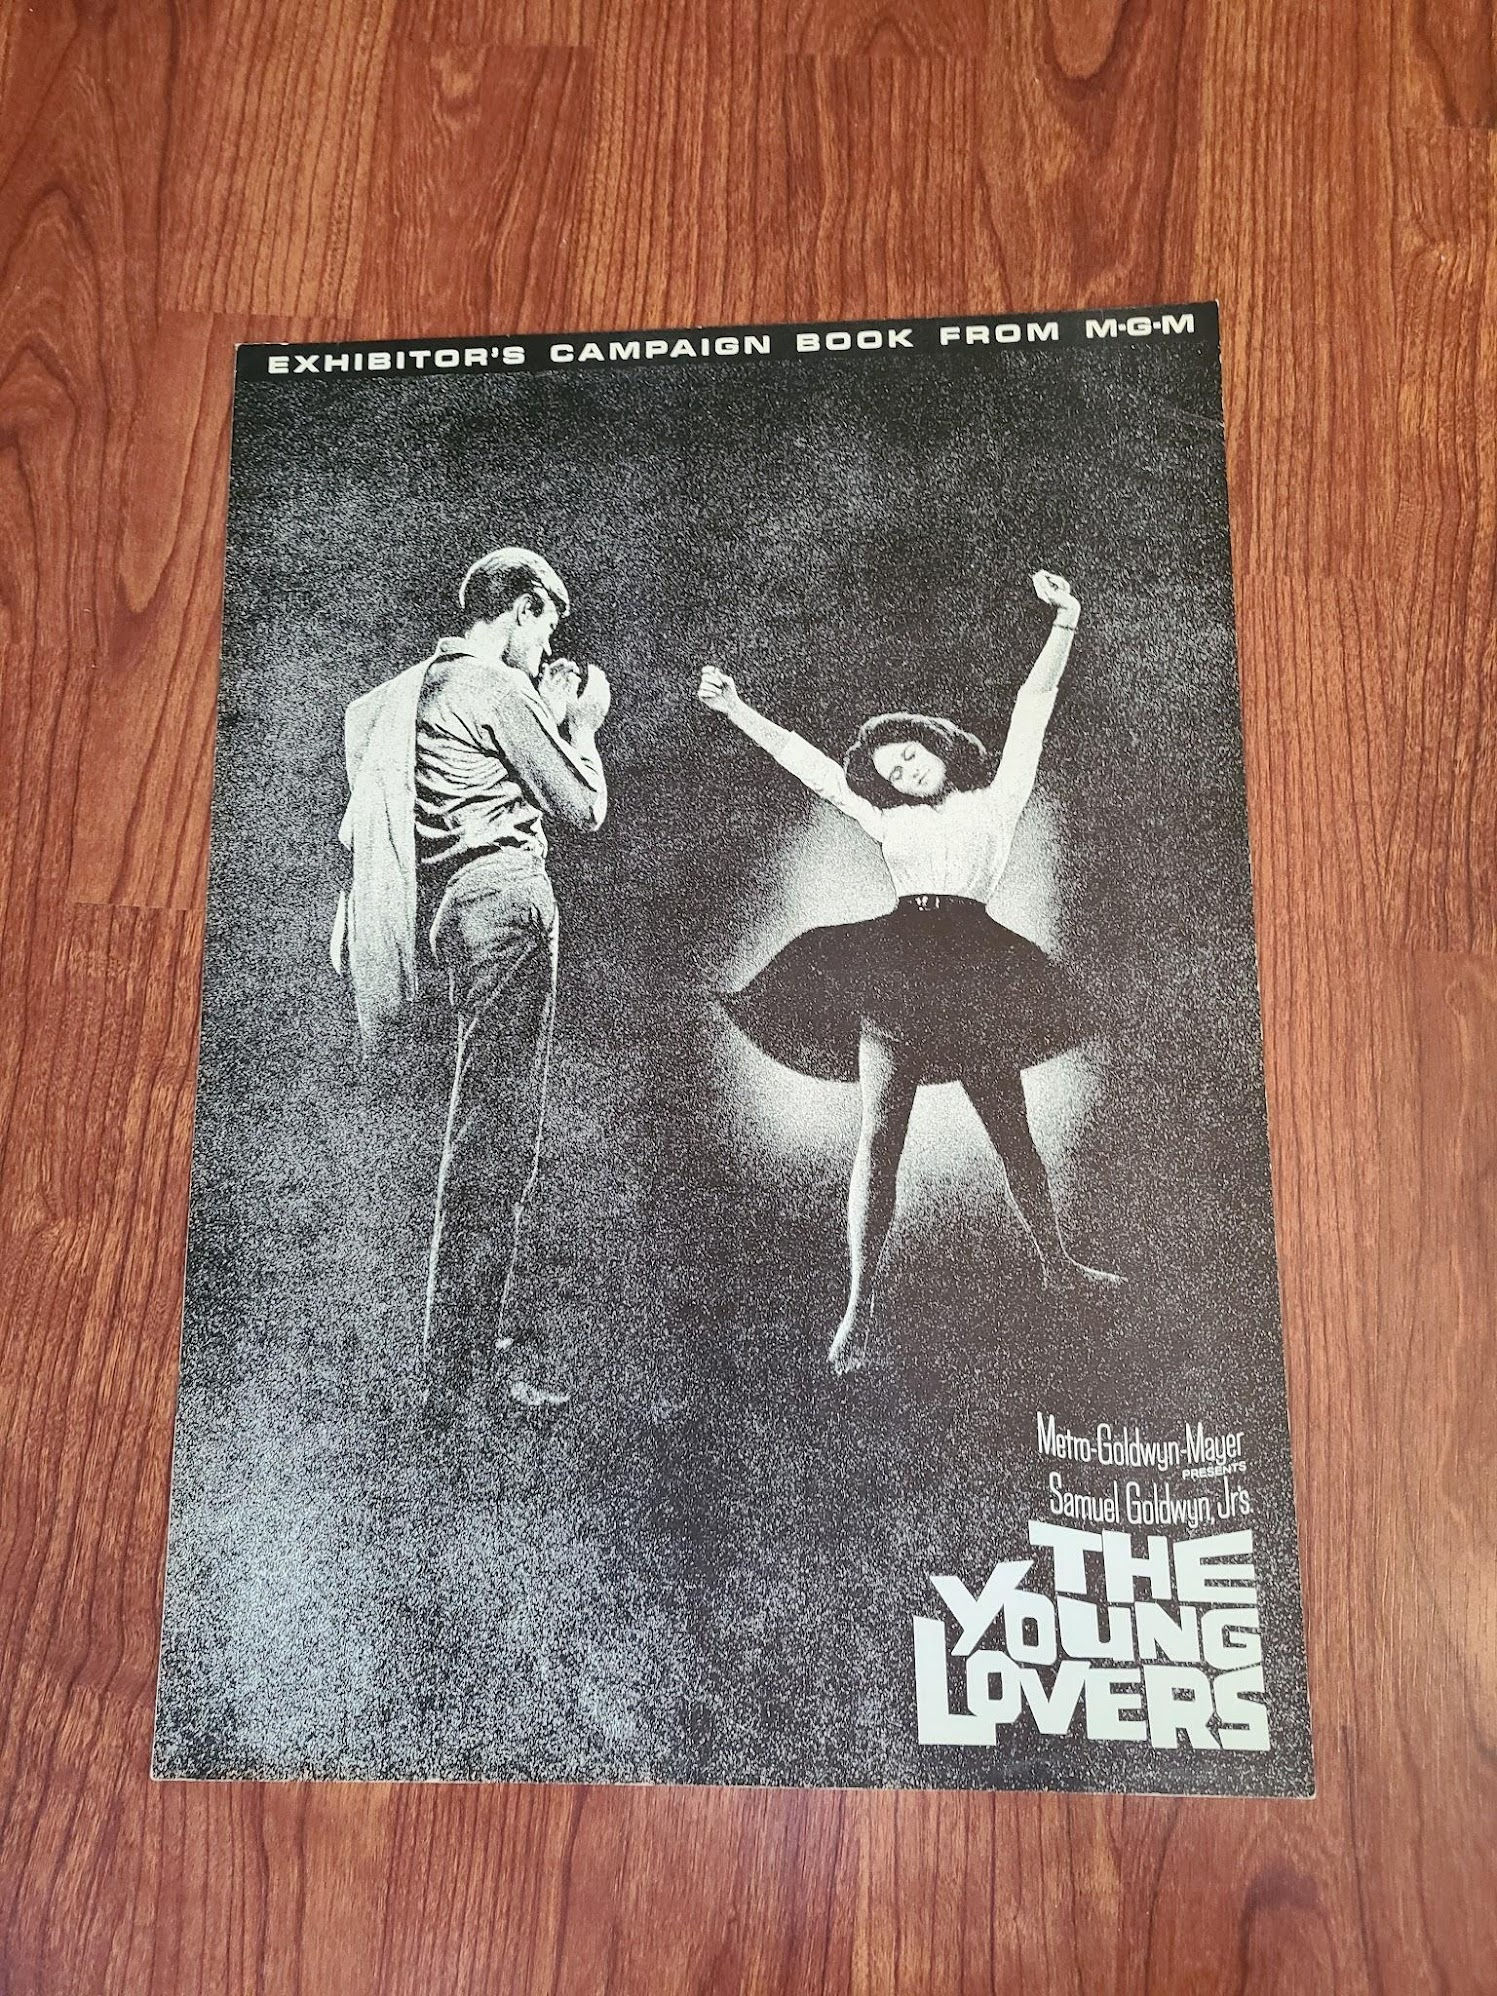 EXHIBITOR'S CAMPAIGN BOOK FROM M-G-M
Metro-Goldwyn-Mayer
PRESENTS
Samuel Goldwyn, Jr's.
THE
YOUNG
LOVERS